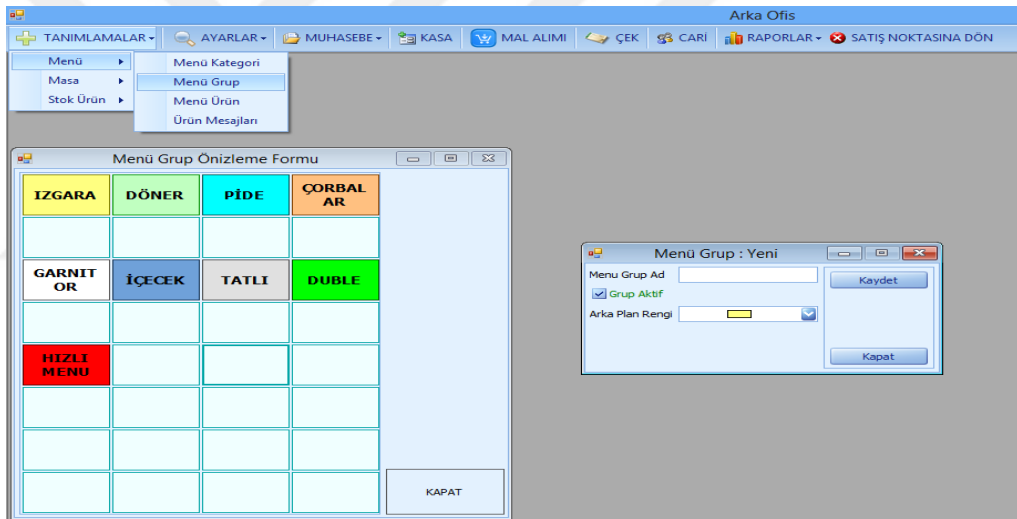 Arka Ofis
TANIMLAMALAR AYARLAR MUHASEBE KASA MAL ALIMI ÇEK CARİ RAPORLAR SATIŞ NOKTASINA DÖN
Menü
Masa
Stok Ürün
Menü Kategori
Menü Grup
Menü Ürün
Ürün Mesajları
Menü Grup Önizleme Formu
IZGARA DÖNER PİDE ÇORBAL
AR
GARNIT
OR
İÇECEK TATLI DUBLE
HIZLI
MENU
KAPAT
Menü Grup : Yeni
Menu Grup Ad
Kaydet
Grup Aktif
Arka Plan Rengi
Kapat